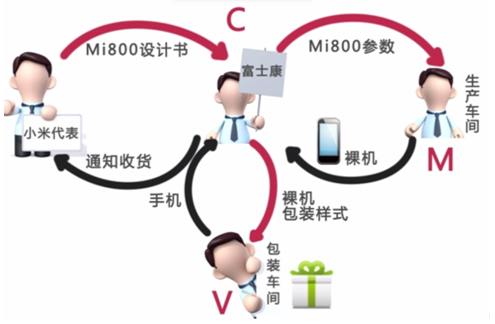 C
Mi800设计书
Mi800参数
富士康
生产车间
小米代表
M
裸机
通知收货
手机
裸机
包装样式
包装车间
V